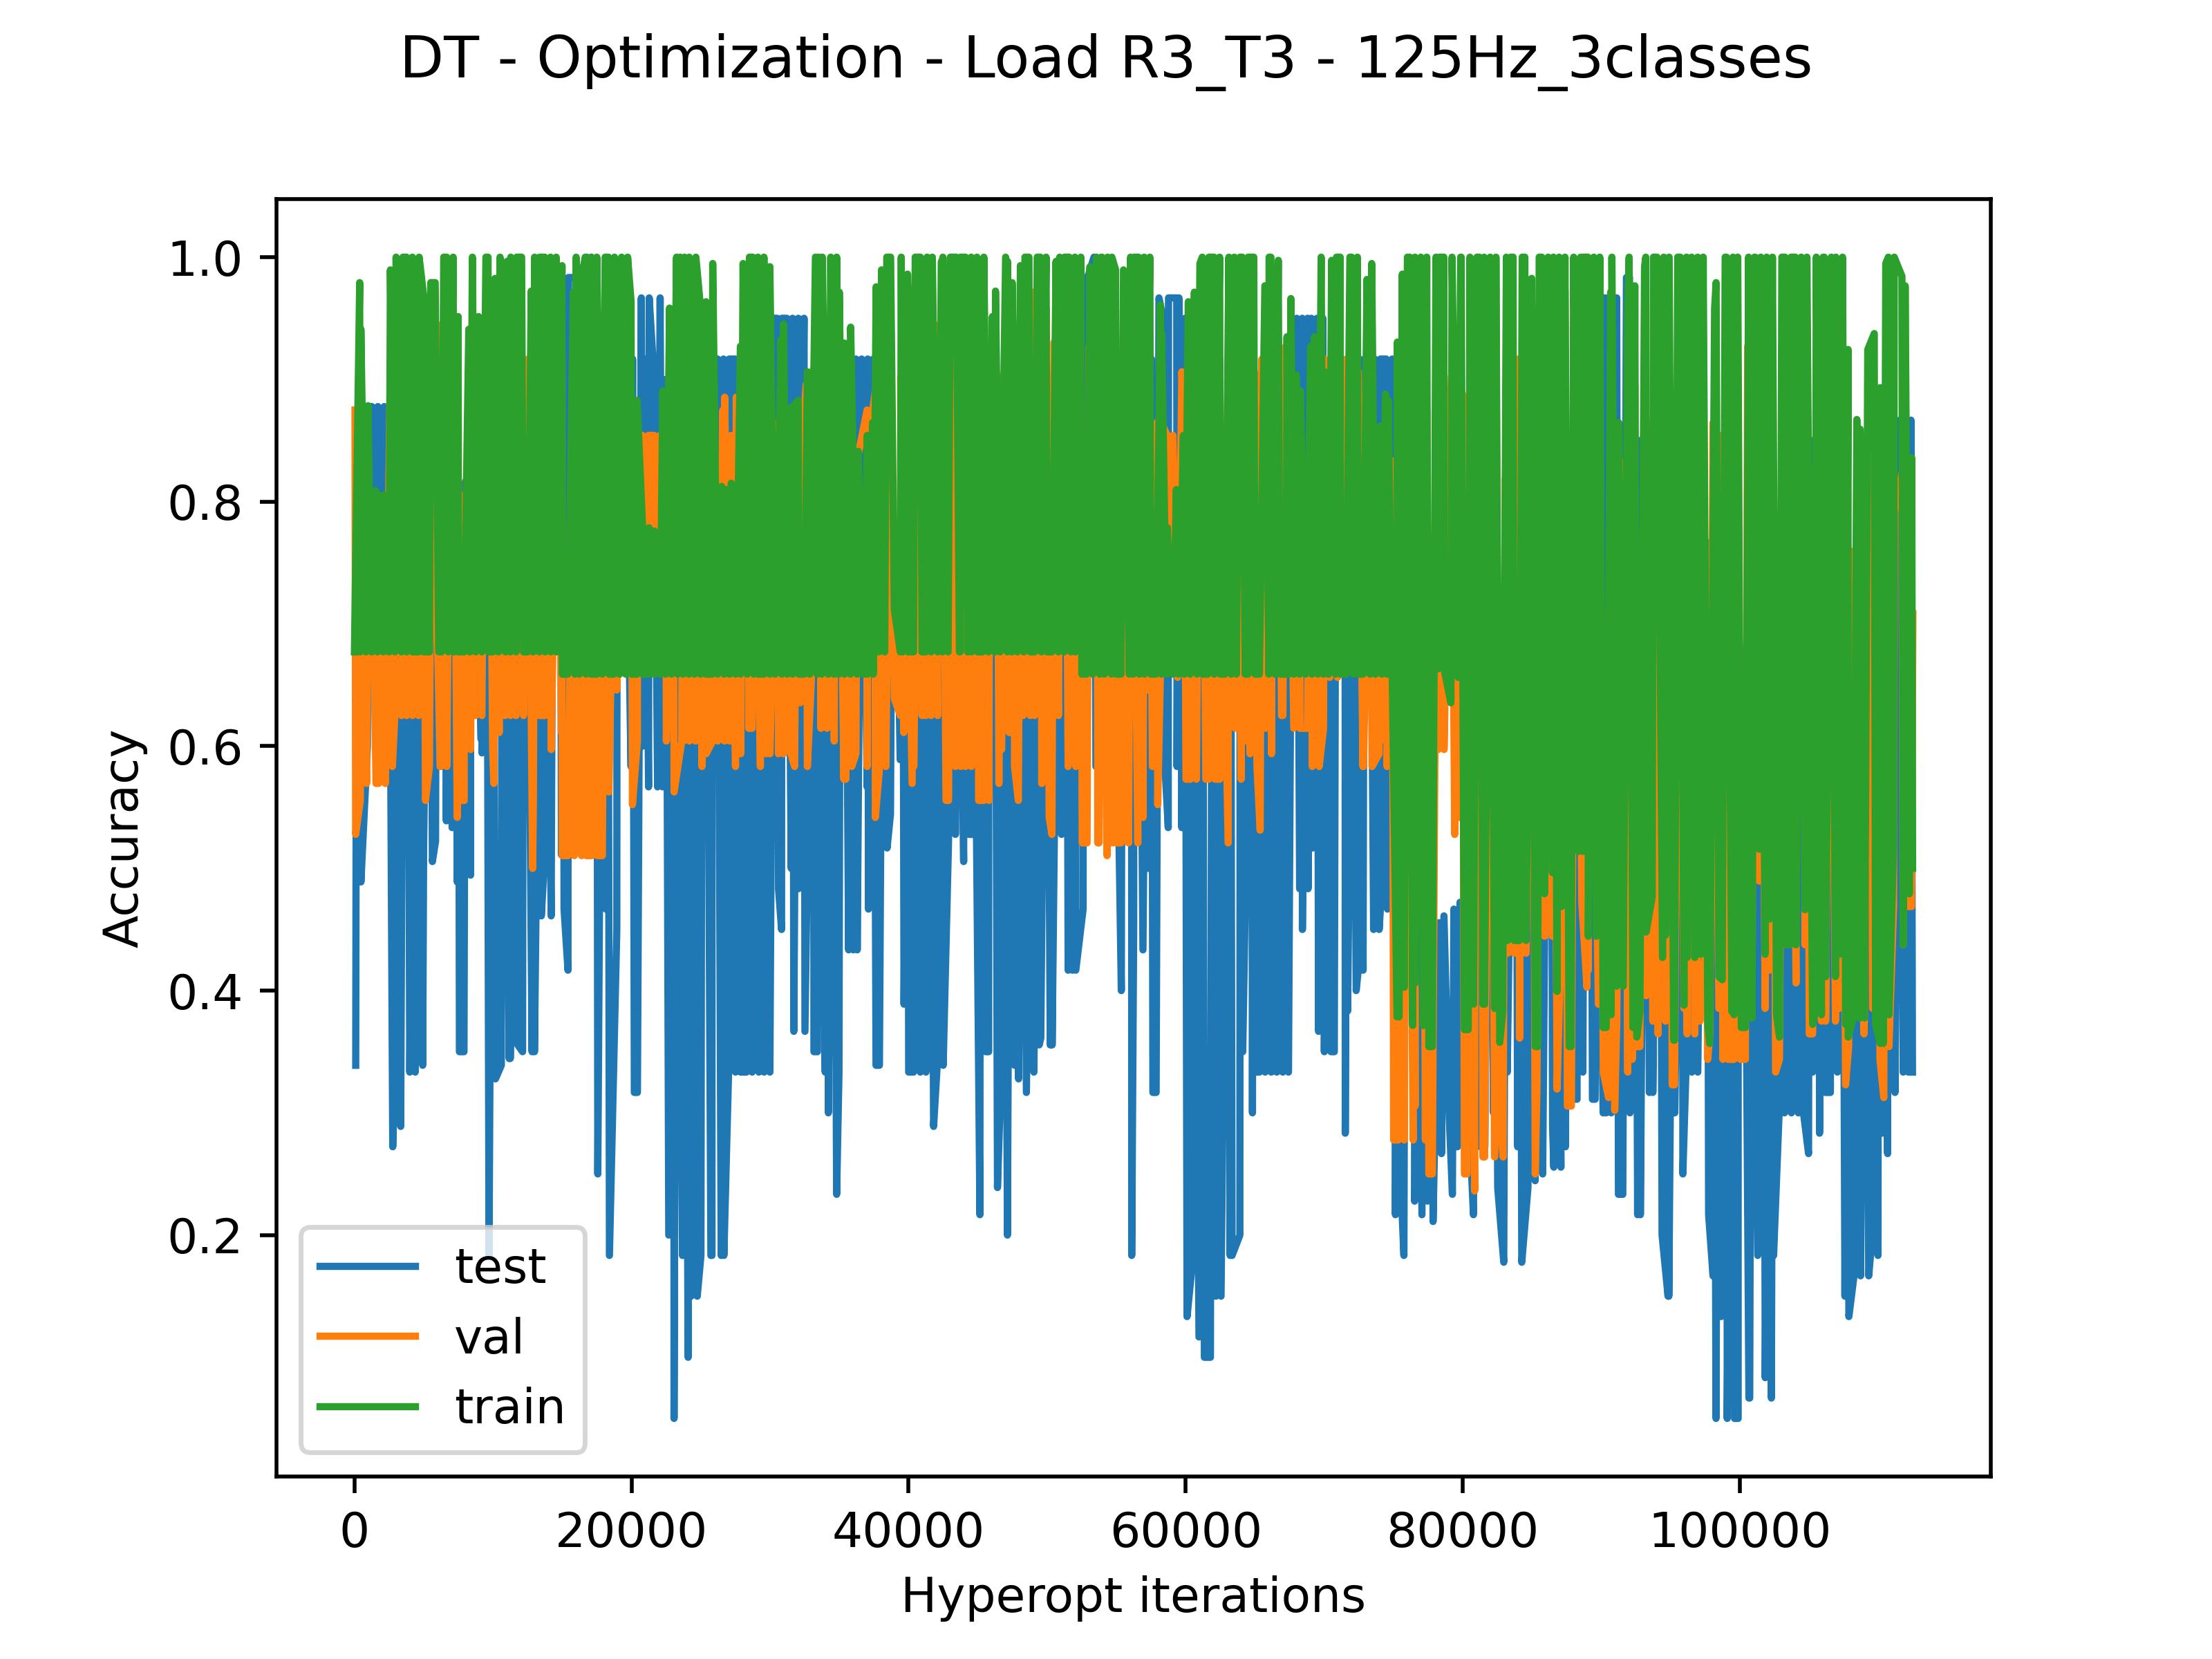 DT - Optimization - Load R3_T3 - 125Hz_3classes
1.0
0.8
0.6
0.4
0.2
Accuracy
test
val
train
0 20000 40000 60000 80000 100000
Hyperopt iterations